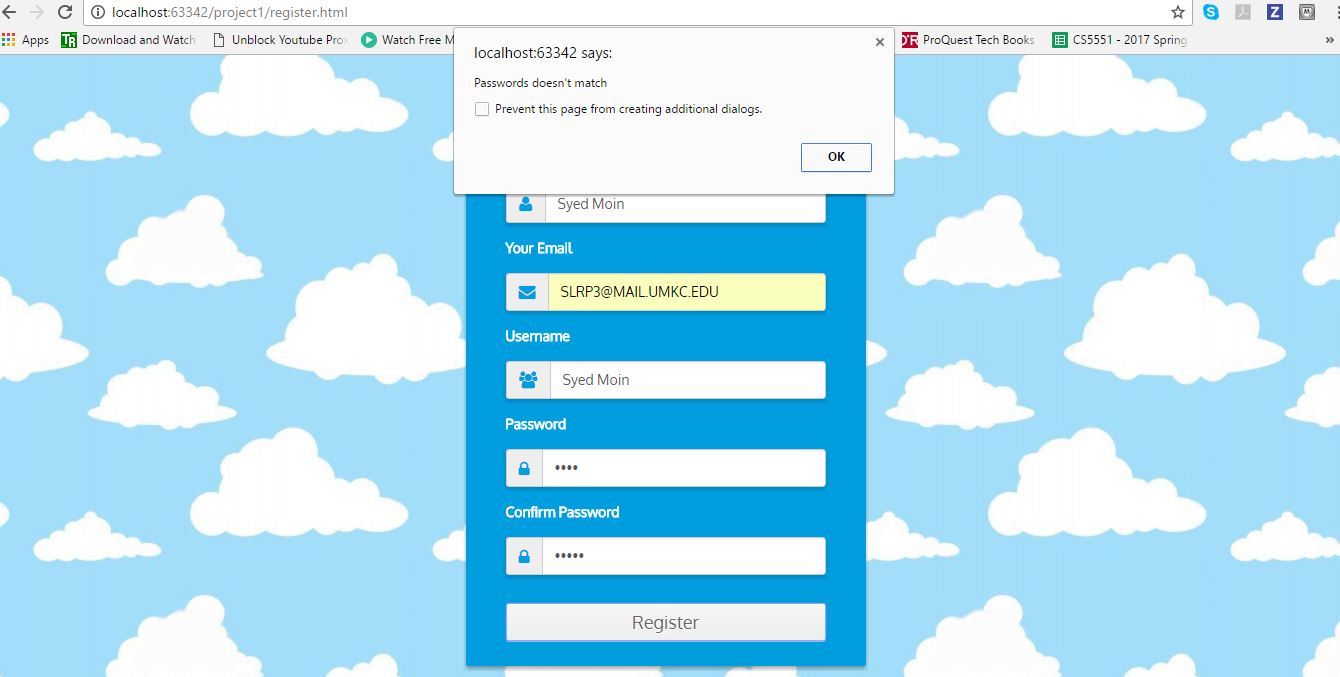 localhost:63342/project1/register.html
Apps Download and Watch Unblock Youtube Pro Watch Free M ProQuest Tech Books CS5551 - 2017 Spring »
localhost:63342 says:
Passwords doesn't match
Prevent this page from creating additional dialogs.
OK
Syed Moin
Your Email
SLRP3@MAIL.UMKC.EDU
Username
Syed Moin
Password
••••
Confirm Password
•••••
Register